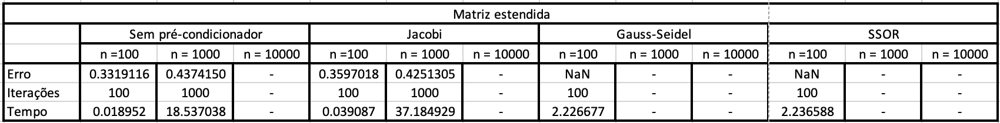 Matriz estendida
Sem pré-condicionador Jacobi Gauss-Seidel SSOR
n =100 n = 1000 n = 10000 n =100 n = 1000 n = 10000 n =100 n = 1000 n = 10000 n =100 n = 1000 n = 10000
Erro 0.3319116 0.4374150 - 0.3597018 0.4251305 - NaN - - NaN - -
Iterações 100 1000 - 100 1000 - 100 - - 100 - -
Tempo 0.018952 18.537038 - 0.039087 37.184929 - 2.226677 - - 2.236588 - -